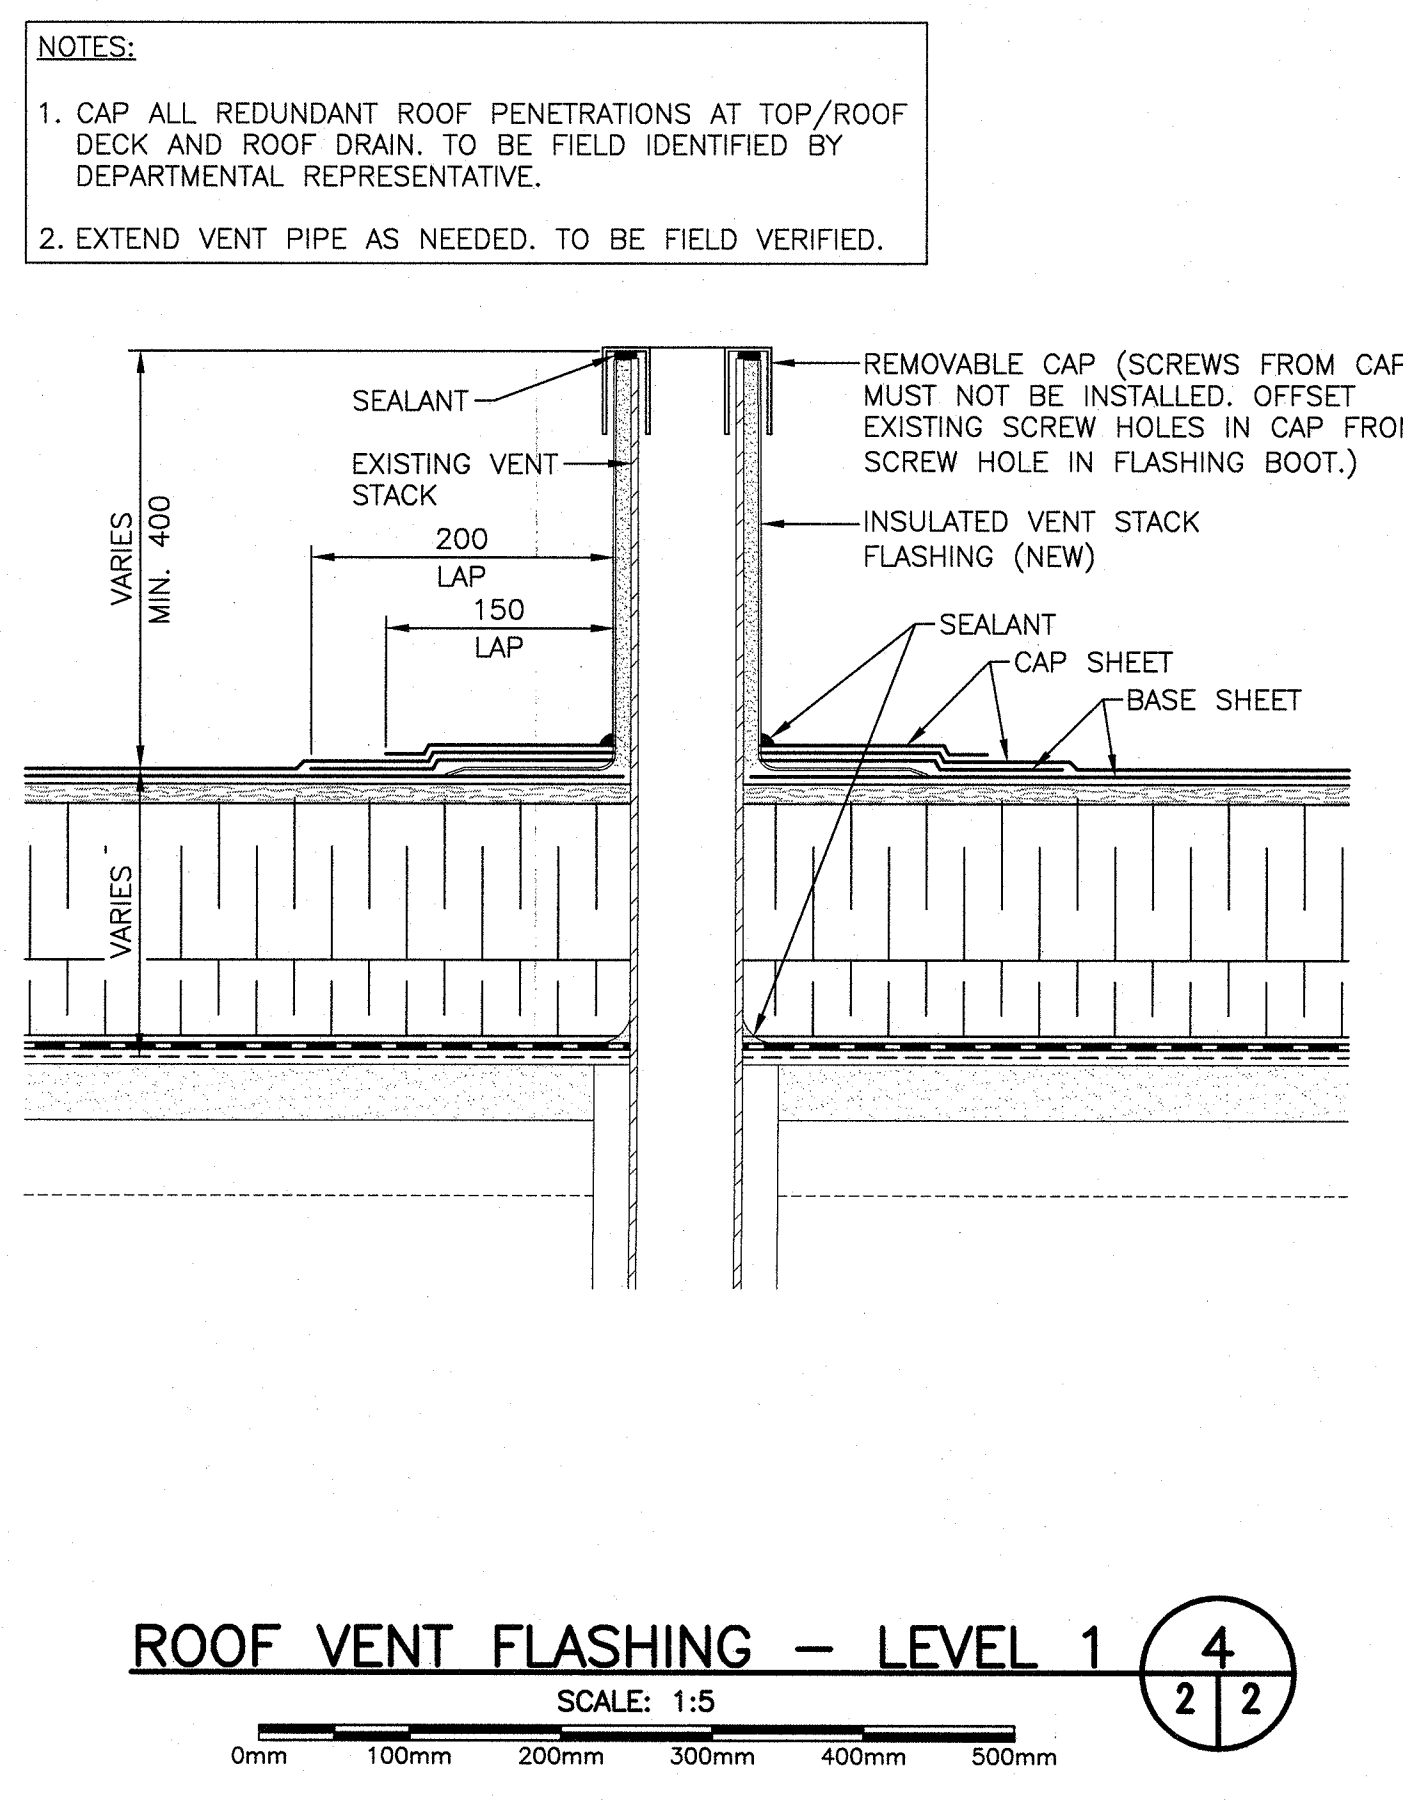 NOTES:
1. CAP ALL REDUNDANT ROOF PENETRATIONS AT TOP/ROOF
DECK AND ROOF DRAIN. TO BE FIELD IDENTIFIED BY
DEPARTMENTAL REPRESENTATIVE.
2. EXTEND VENT PIPE AS NEEDED. TO BE FIELD VERIFIED.
REMOVABLE CAP (SCREWS FROM CAP
MUST NOT BE INSTALLED. OFFSET
EXISTING SCREW HOLES IN CAP FROM
SCREW HOLE IN FLASHING BOOT.)
SEALANT
EXISTING VENT
STACK
INSULATED VENT STACK
FLASHING (NEW)
VARIES
MIN. 400
200
LAP
150
LAP
SEALANT
CAP SHEET
BASE SHEET
VARIES
ROOF VENT FLASHING - LEVEL 1
4
2 2
SCALE: 1:5
0mm 100mm 200mm 300mm 400mm 500mm